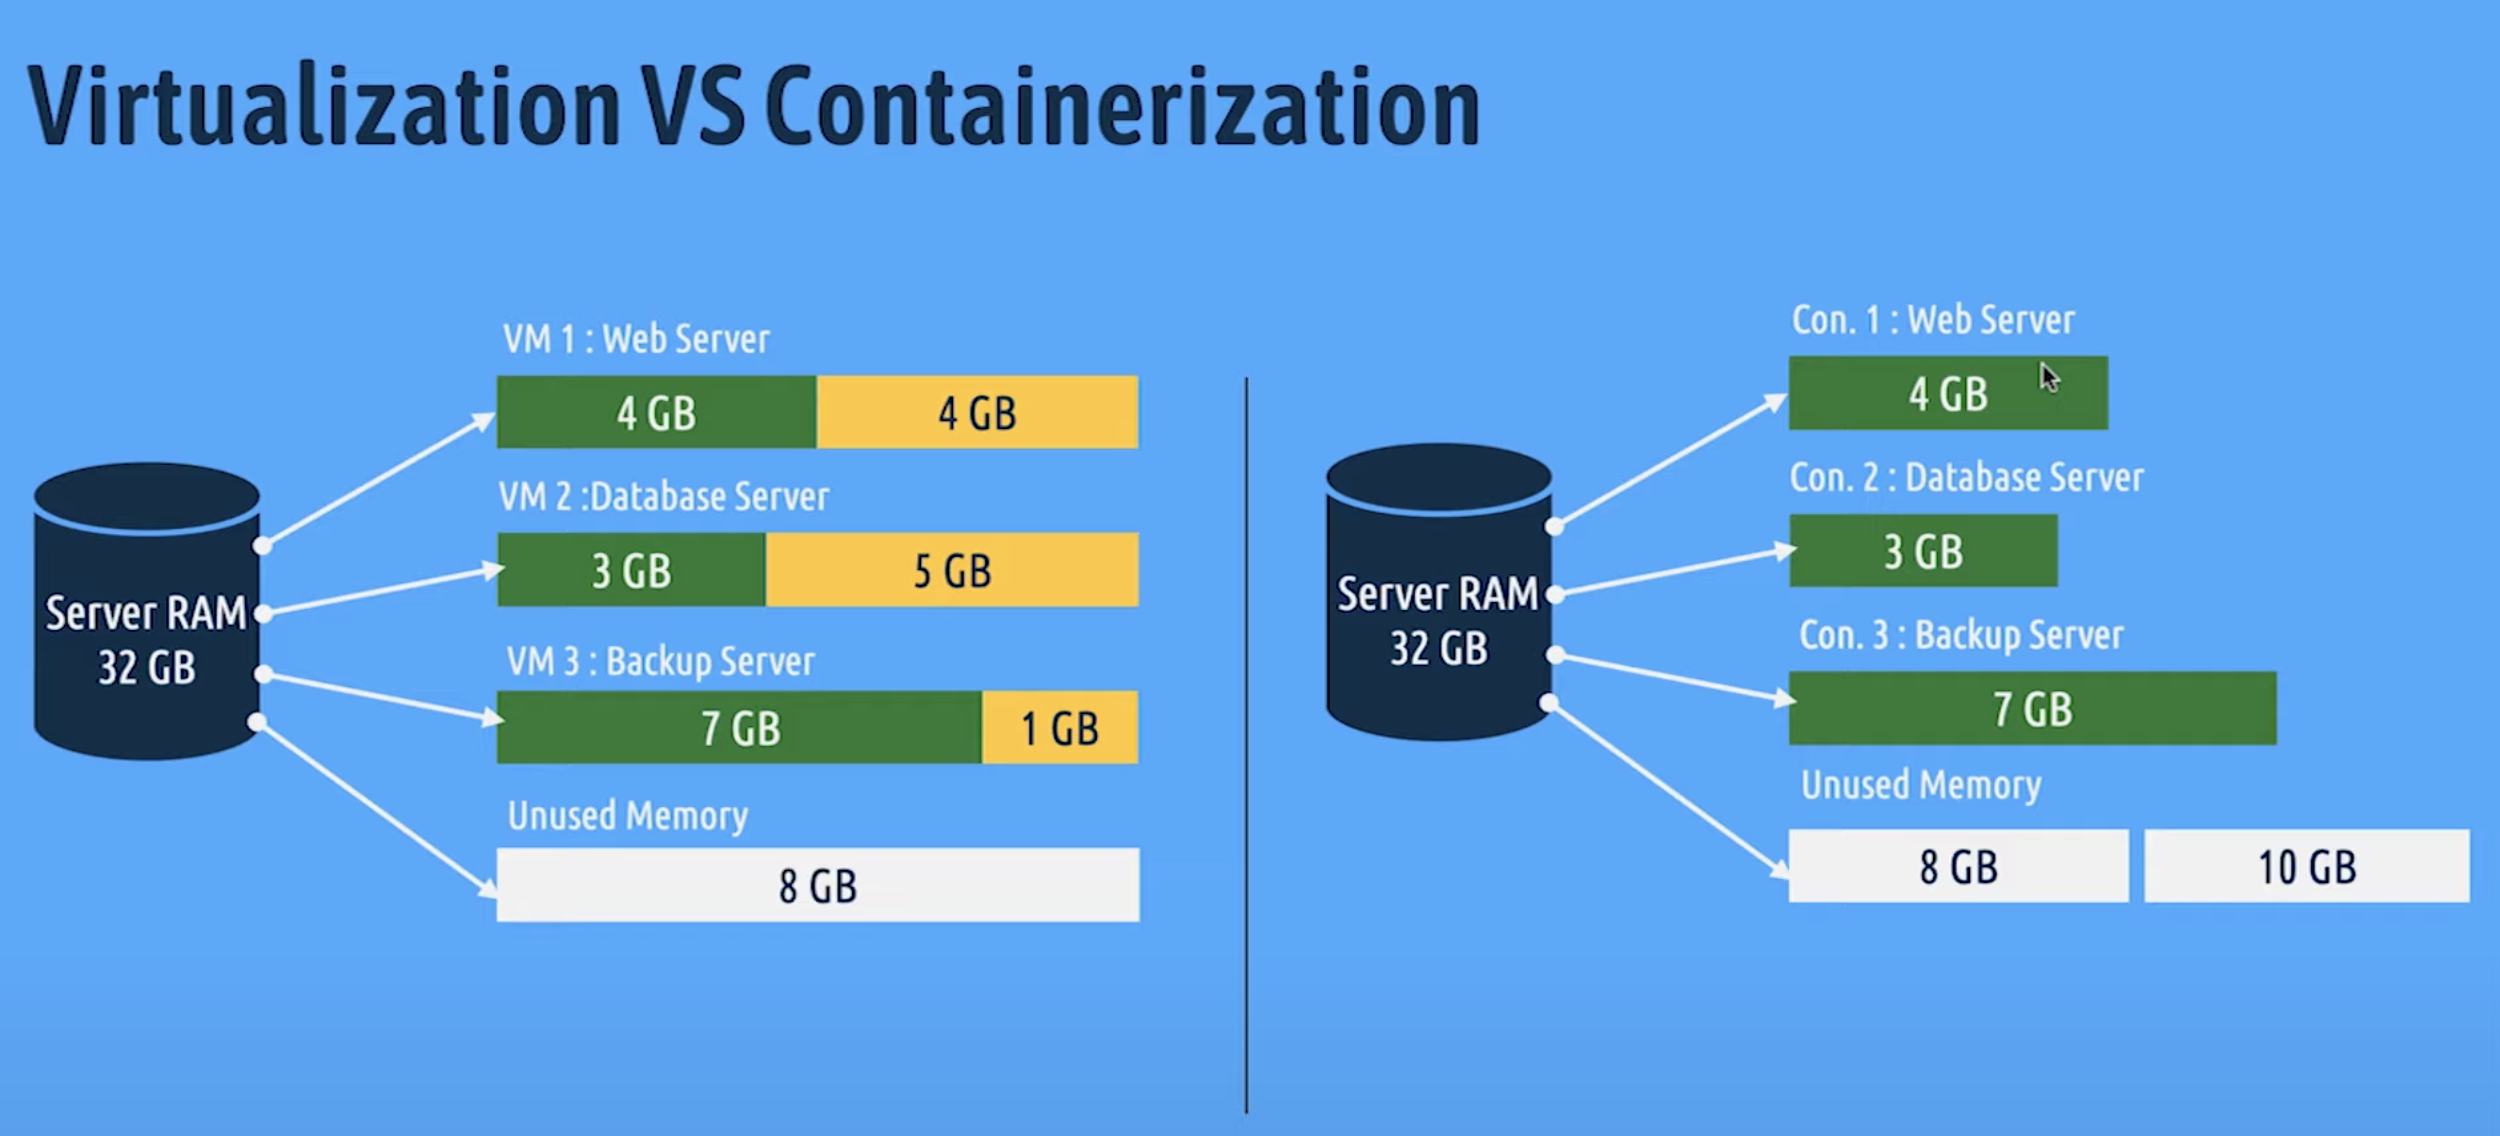 Virtualization VS Containerization
VM 1 : Web Server
4 GB
4 GB
VM 2 :Database Server
3 GB
5 GB
VM 3 : Backup Server
7 GB
1 GB
Unused Memory
8 GB
Server RAM
32 GB
Con. 1 : Web Server
4 GB
Con. 2 : Database Server
3 GB
Con. 3 : Backup Server
7 GB
Unused Memory
8 GB
10 GB
Server RAM
32 GB